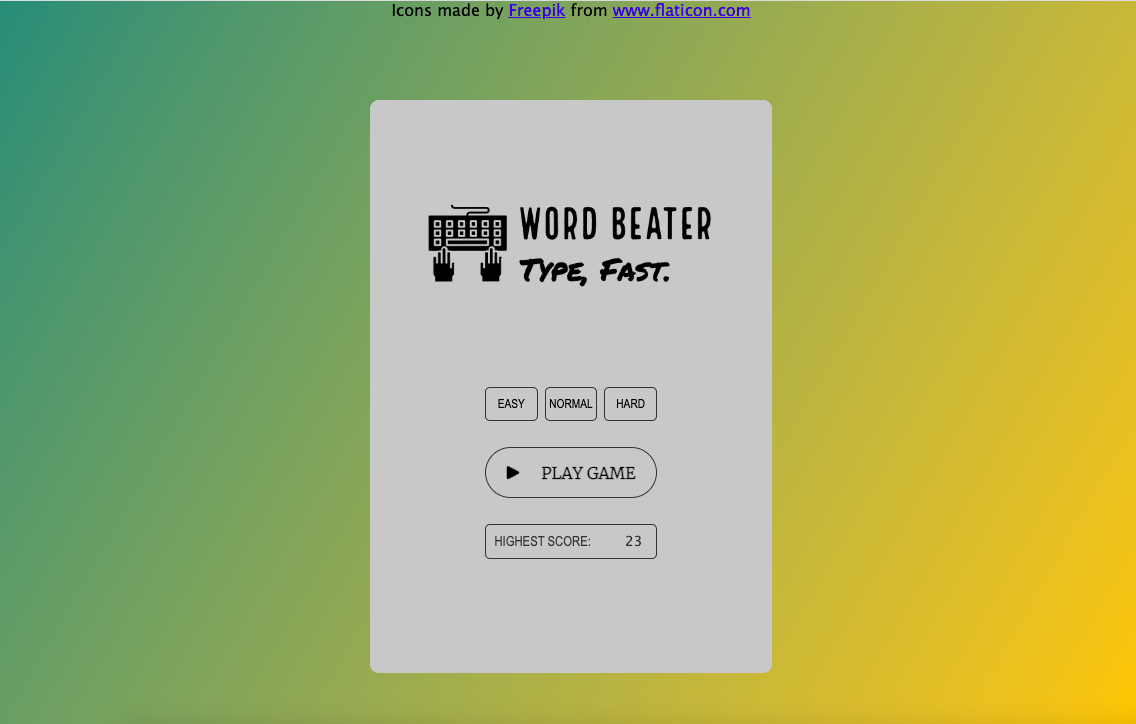 Icons made by Freepik from www.flaticon.com
WORD BEATER
TYPE, FAST.
EASY NORMAL HARD
PLAY GAME
HIGHEST SCORE: 23